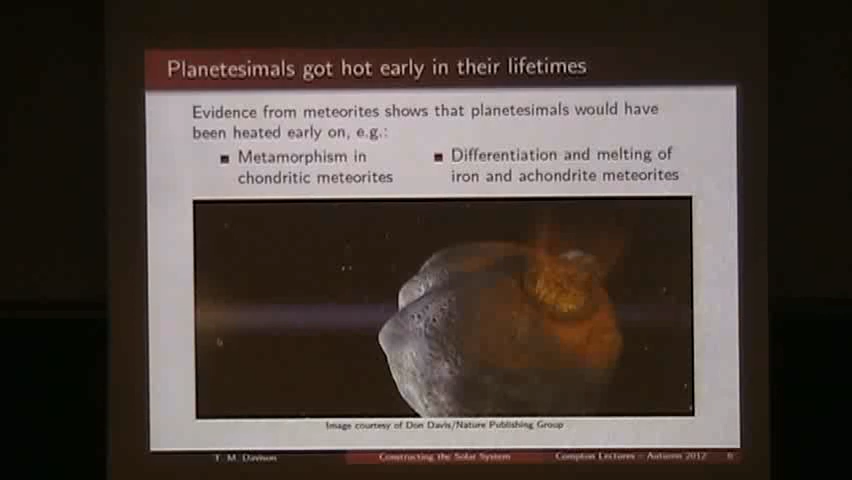 Planetesimals got hot early in their lifetimes
Evidence from meteorites shows that planetesimals would have
been heated early on, e.g.:
Metamorphism in
chondritic meteorites
Differentiation and melting of
iron and achondrite meteorites
Image courtesy of Don Davis/Nature Publishing Group
T. M. Davison
Constructing the Solar System
Compton Lectures – Autumn 2012